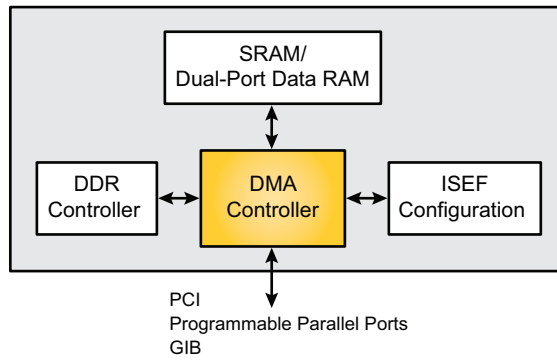 SRAM/
Dual-Port Data RAM
DDR
Controller
DMA
Controller
ISEF
Configuration
PCI
Programmable Parallel Ports
GIB